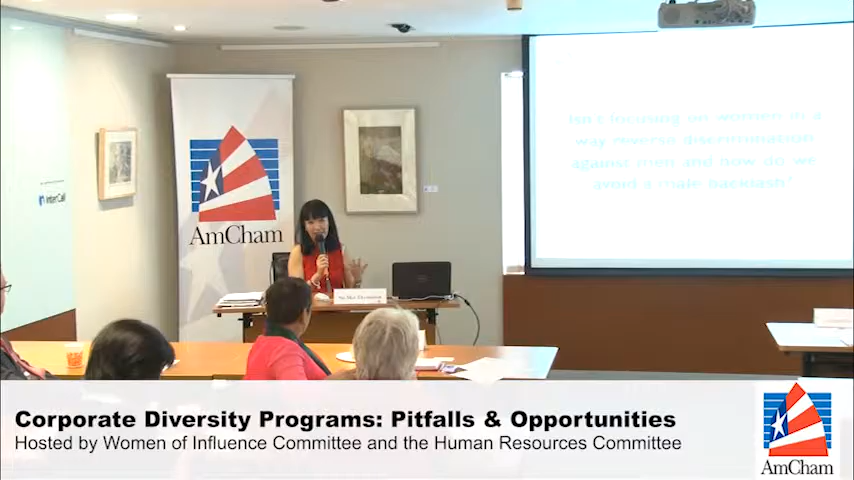 Isn't focusing on women in a
way reverse discrimination
against men and how do we
avoid a male backlash"
InterCall
AmCham
Corporate Diversity Programs: Pitfalls & Opportunities
Hosted by Women of Influence Committee and the Human Resources Committee
AmCham